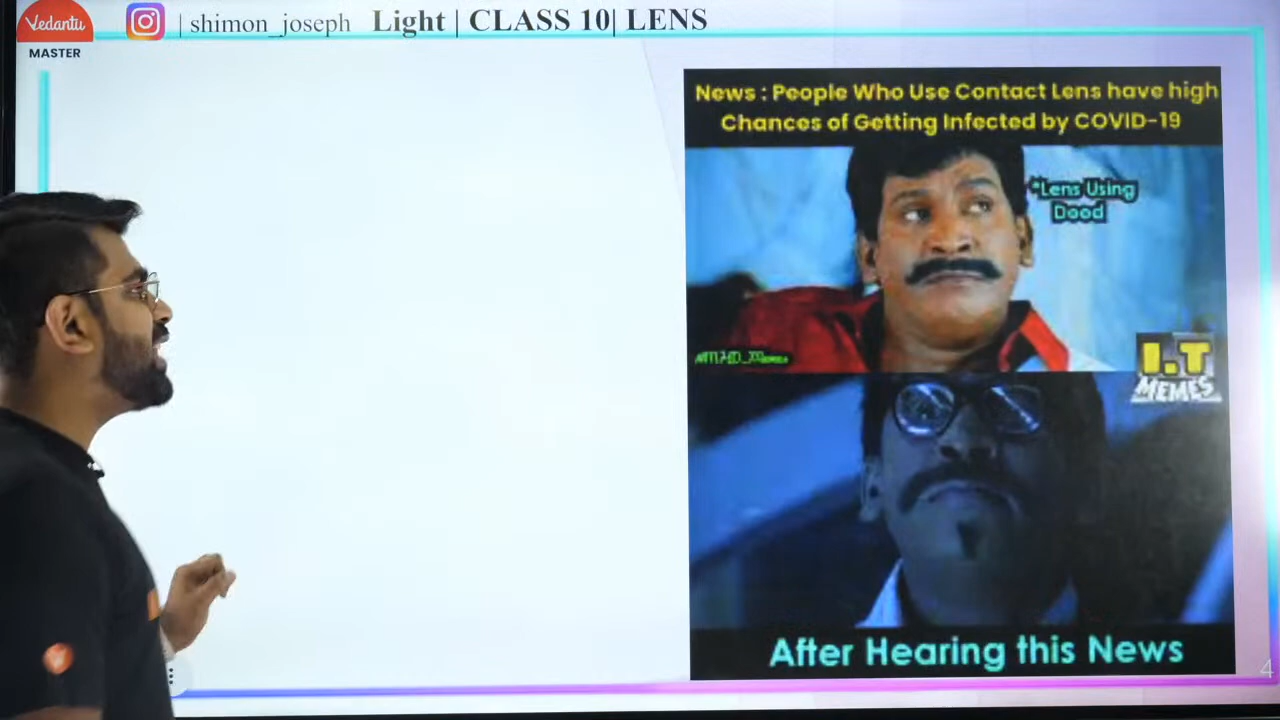 Vedantu
MASTER
| shimon_joseph
Light | CLASS 10| LENS
News : People Who Use Contact Lens have high
Chances of Getting Infected by COVID-19
*Lens Using
Dood
I.T
MEMES
After Hearing this News
4